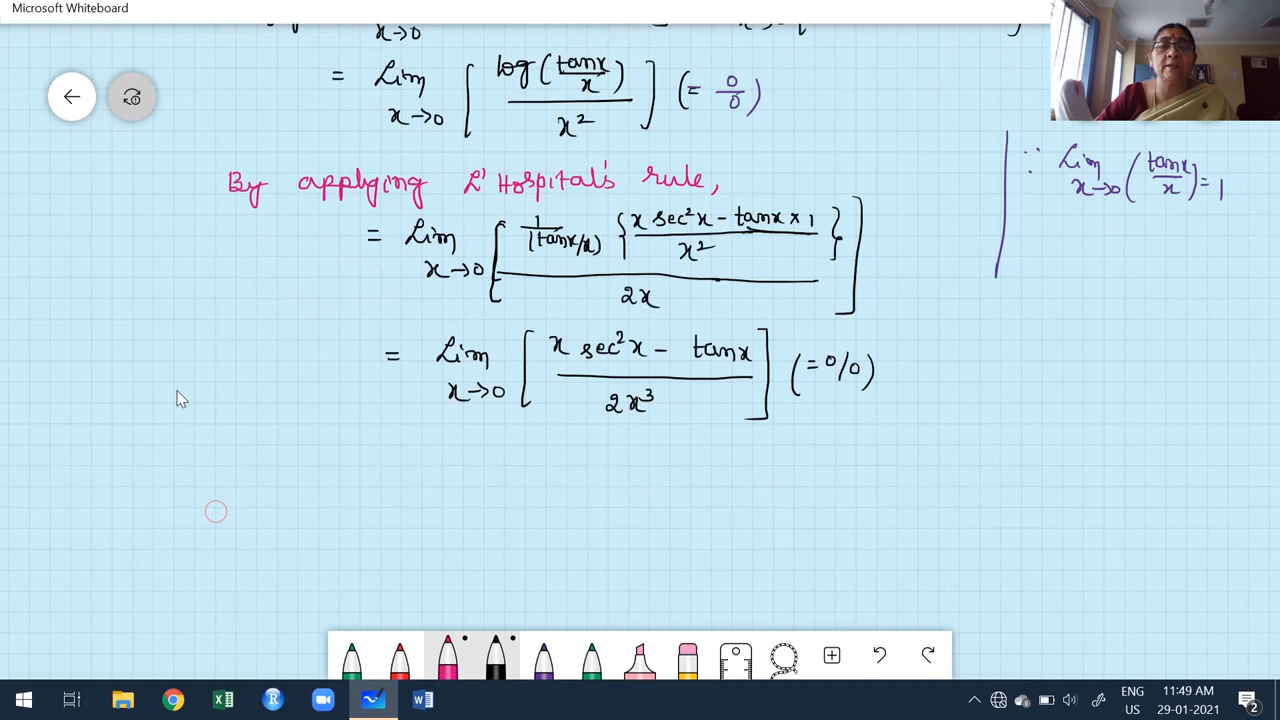 Microsoft Whiteboard
x→0
= Lim x→0 [ log(tanx/x) / x² ] (= 0/0)
∵ Lim x→0 (tanx/x) = 1
By applying L' Hospital's rule,
= Lim x→0 [ 1/(tanx/x) { x sec²x – tanx × 1 / x² } / 2x ]
= Lim x→0 [ x sec²x – tanx / 2x³ ] (= 0/0)
ENG
US
11:49 AM
29-01-2021
2